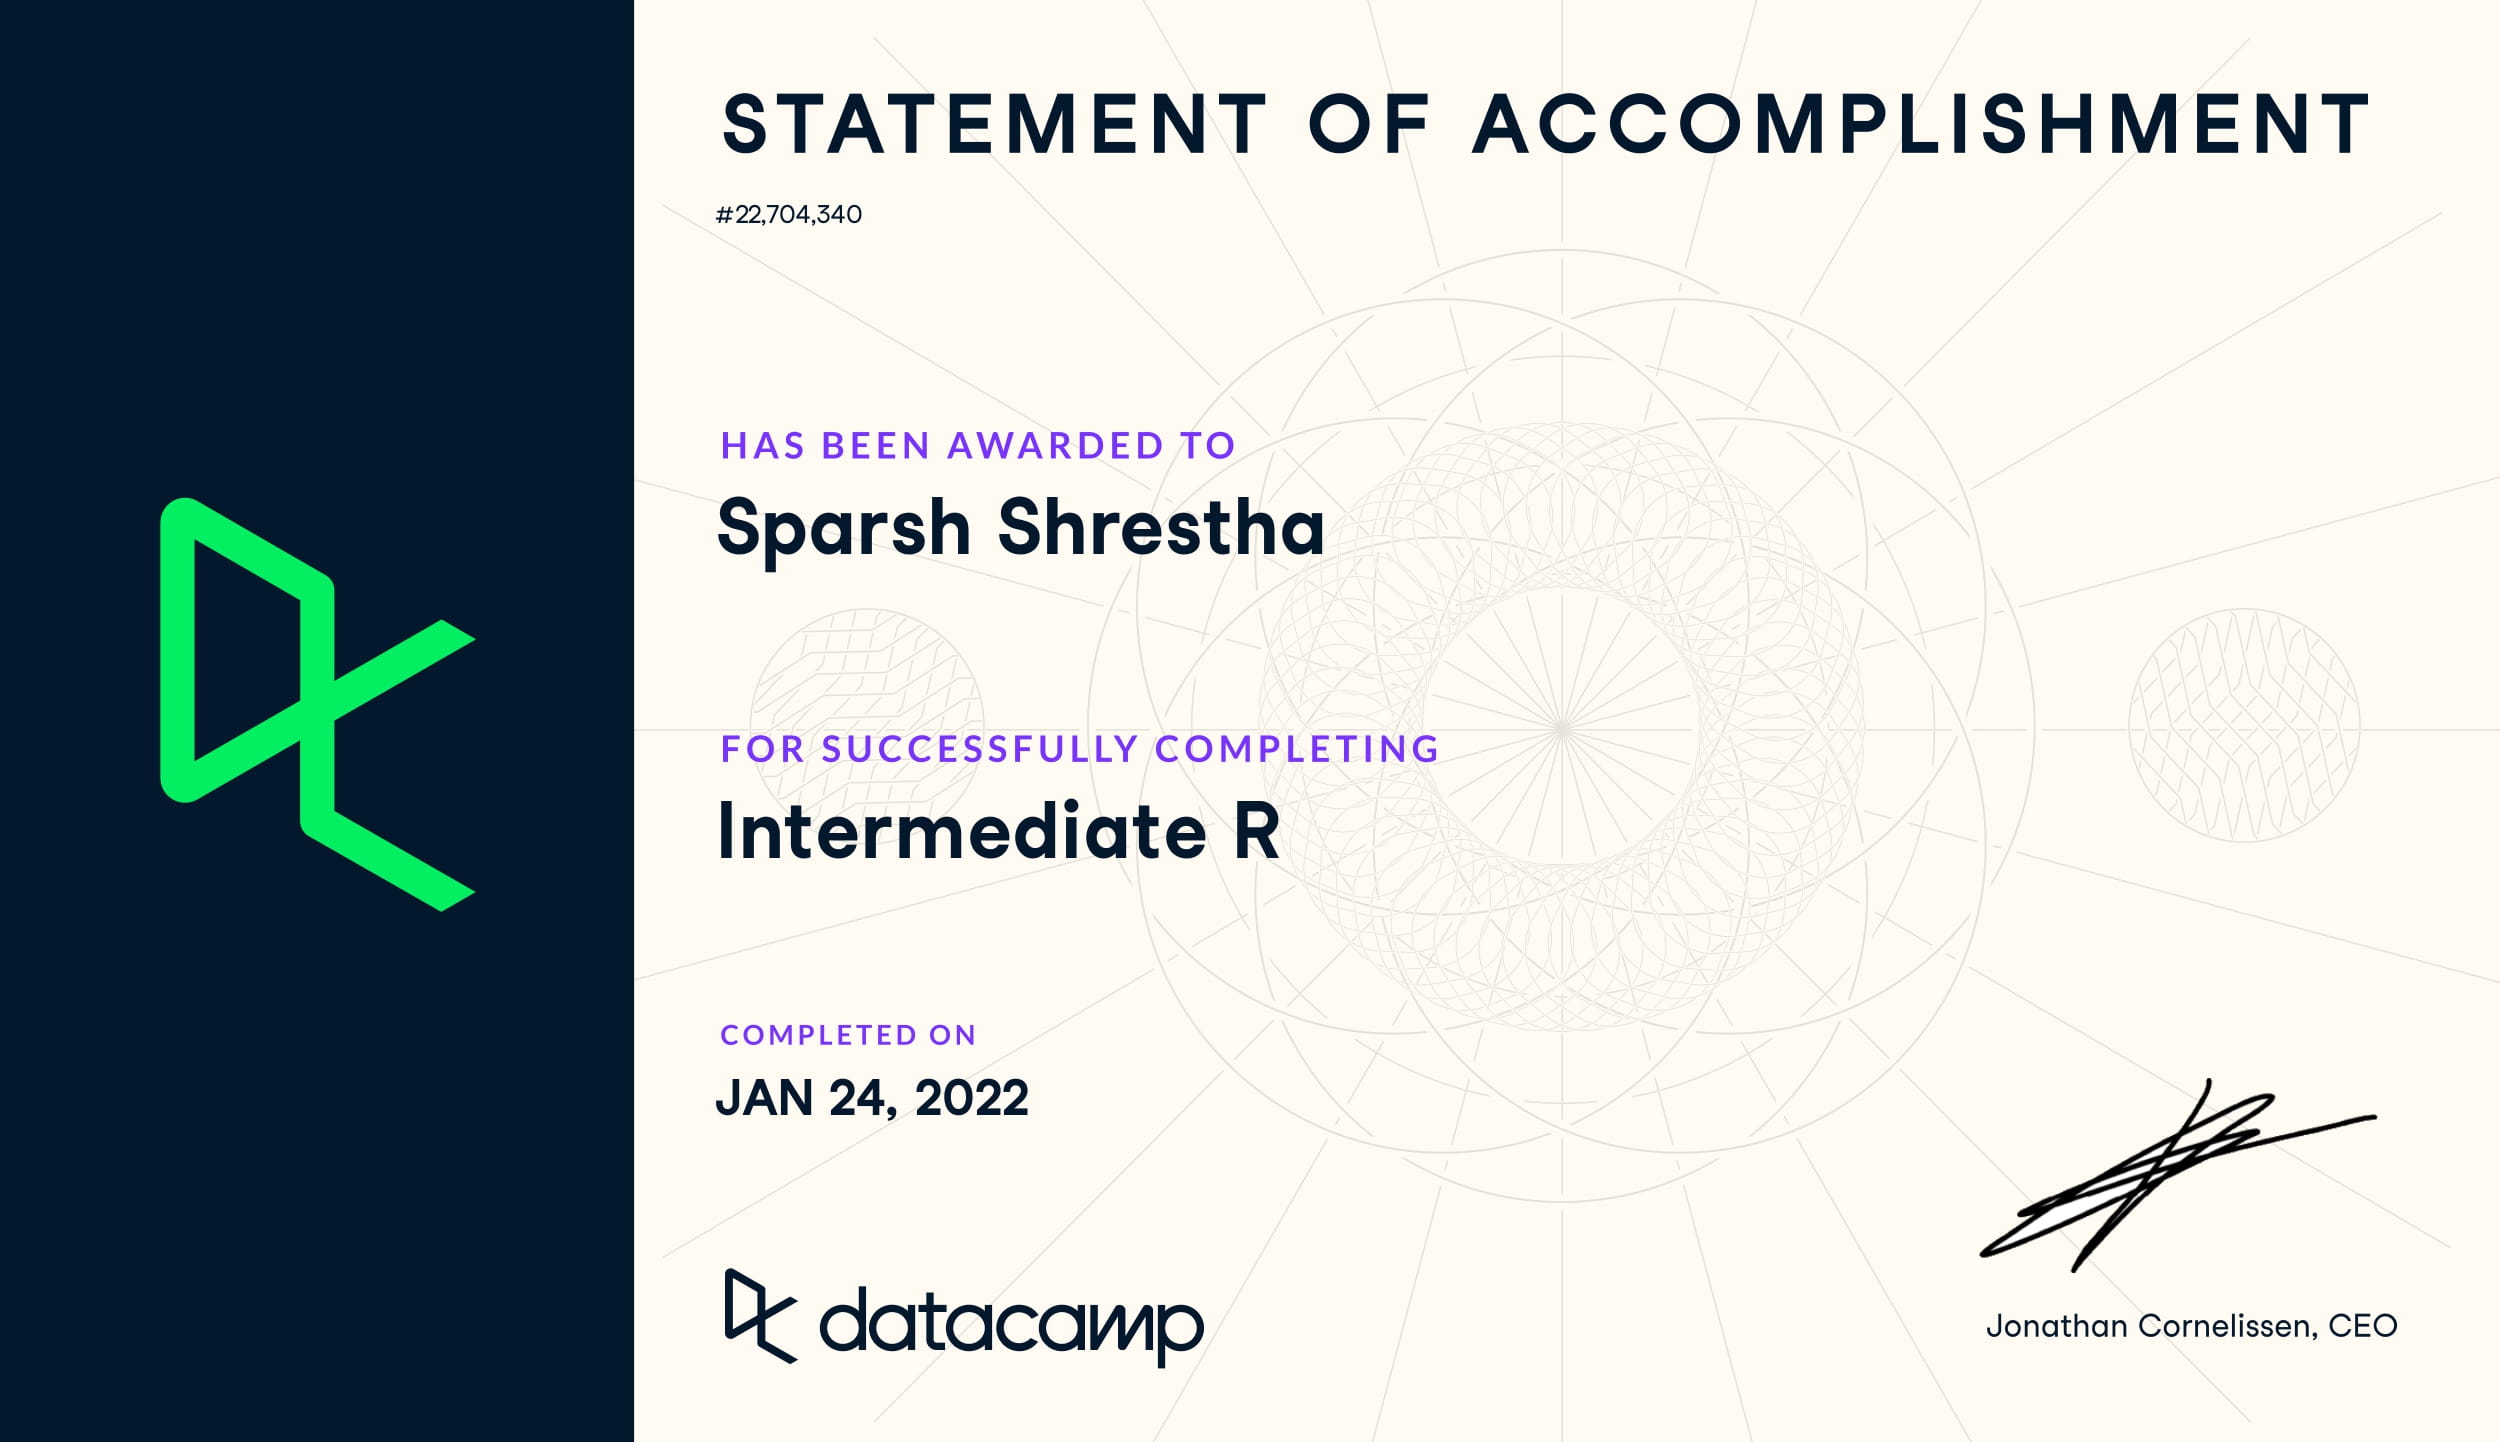 STATEMENT OF ACCOMPLISHMENT
#22,704,340
HAS BEEN AWARDED TO
Sparsh Shrestha
FOR SUCCESSFULLY COMPLETING
Intermediate R
COMPLETED ON
JAN 24, 2022
datacamp
Jonathan Cornelissen, CEO